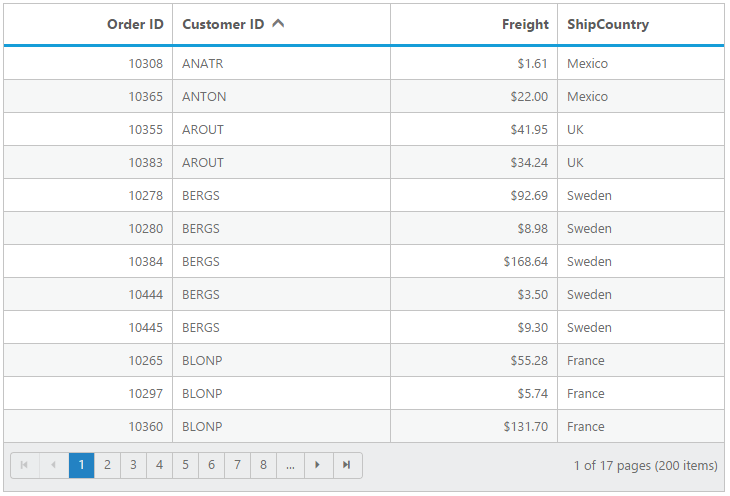 Order ID Customer ID Freight ShipCountry
10308 ANATR $1.61 Mexico
10365 ANTON $22.00 Mexico
10355 AROUT $41.95 UK
10383 AROUT $34.24 UK
10278 BERGS $92.69 Sweden
10280 BERGS $8.98 Sweden
10384 BERGS $168.64 Sweden
10444 BERGS $3.50 Sweden
10445 BERGS $9.30 Sweden
10265 BLONP $55.28 France
10297 BLONP $5.74 France
10360 BLONP $131.70 France
1 2 3 4 5 6 7 8 ... 1 of 17 pages (200 items)